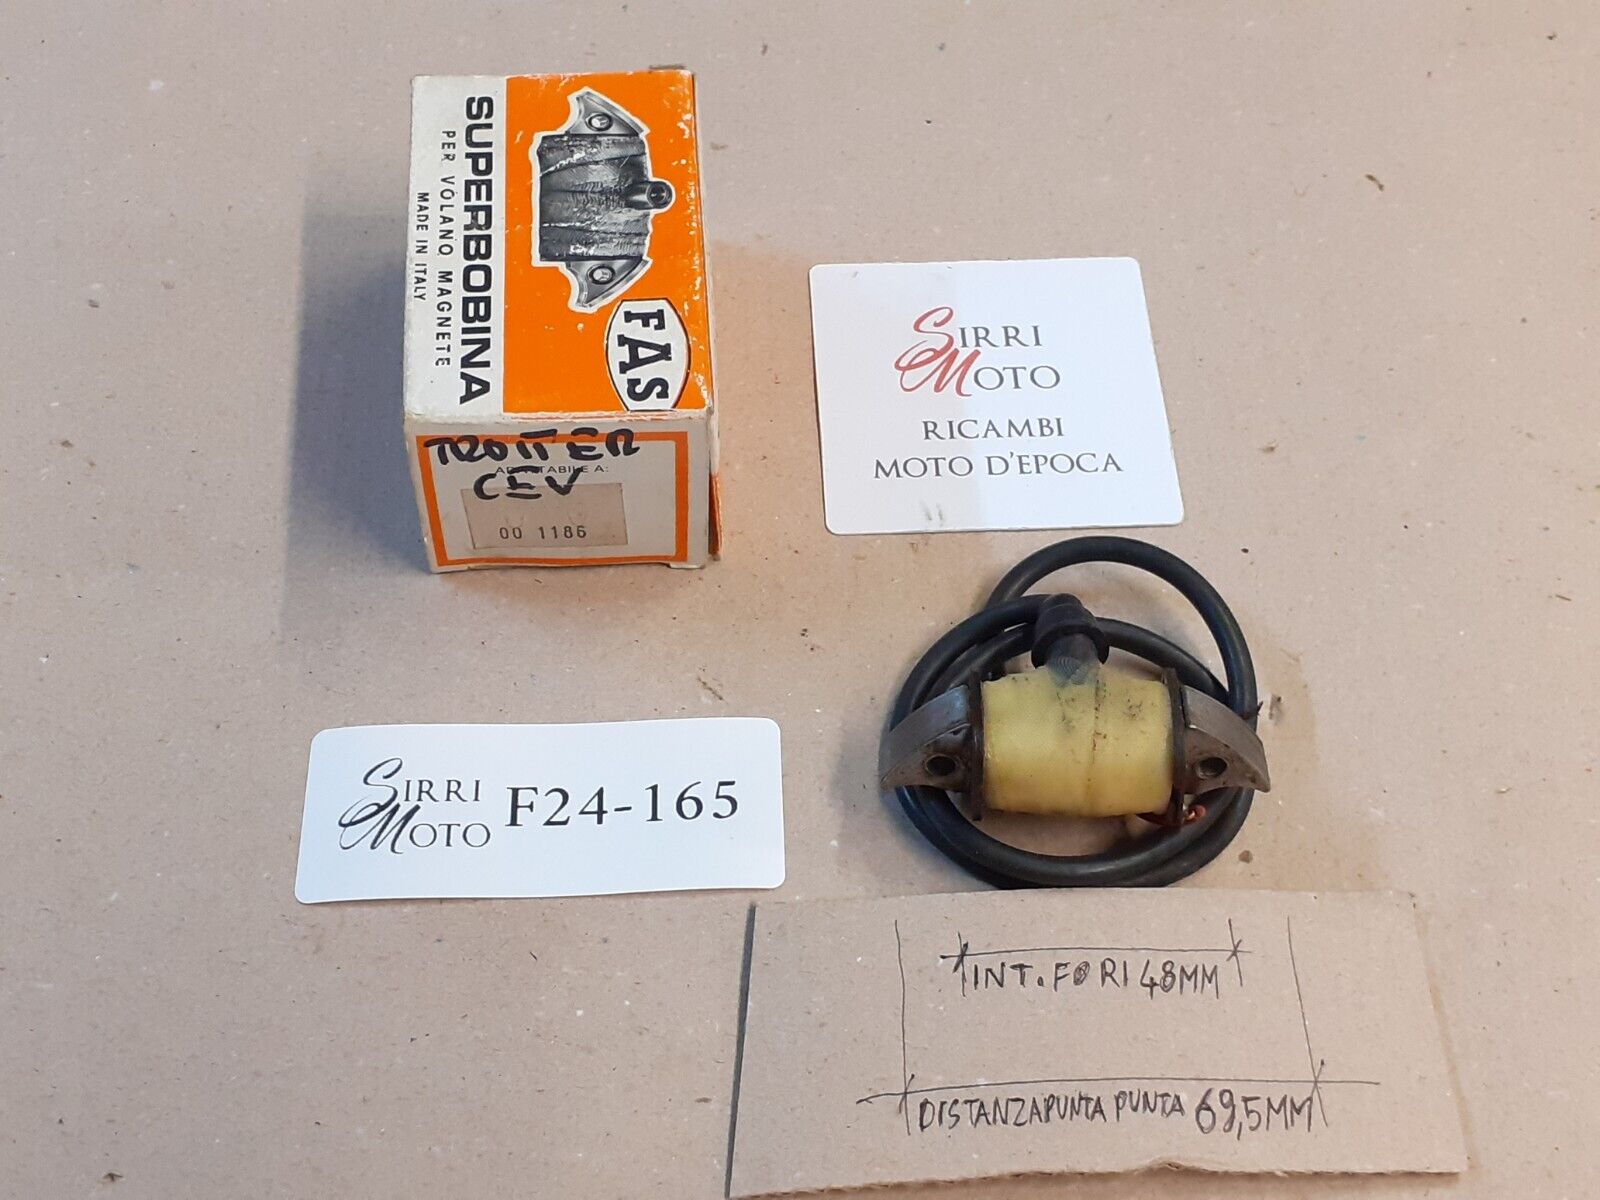 SUPERBOBINA
PER VOLANO MAGNETE
MADE IN ITALY
FAS
TROTTER
ADATTABILE A:
CEV
00 1186
SIRRI
MOTO
RICAMBI
MOTO D'EPOCA
SIRRI
MOTO
F24-165
INT. FORI 48MM
DISTANZA PUNTA PUNTA 69,5MM